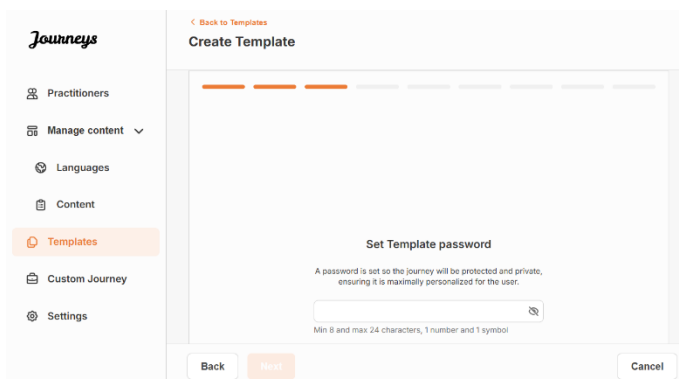 Journeys
Practitioners
Manage content
Languages
Content
Templates
Custom Journey
Settings
Back to Templates
Create Template
Set Template password
A password is set so the journey will be protected and private,
ensuring it is maximally personalized for the user.
Min 8 and max 24 characters, 1 number and 1 symbol
Back
Next
Cancel